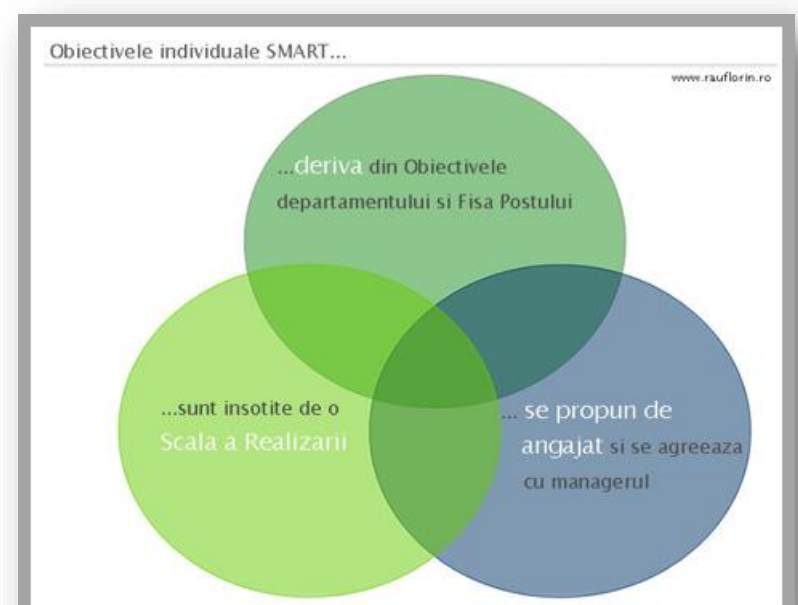 Obiectivele individuale SMART...
www.rauflorin.ro
...deriva din Obiectivele
departamentului si Fisa Postului
...sunt insotite de o
Scala a Realizarii
... se propun de
angajat si se agreeaza
cu managerul